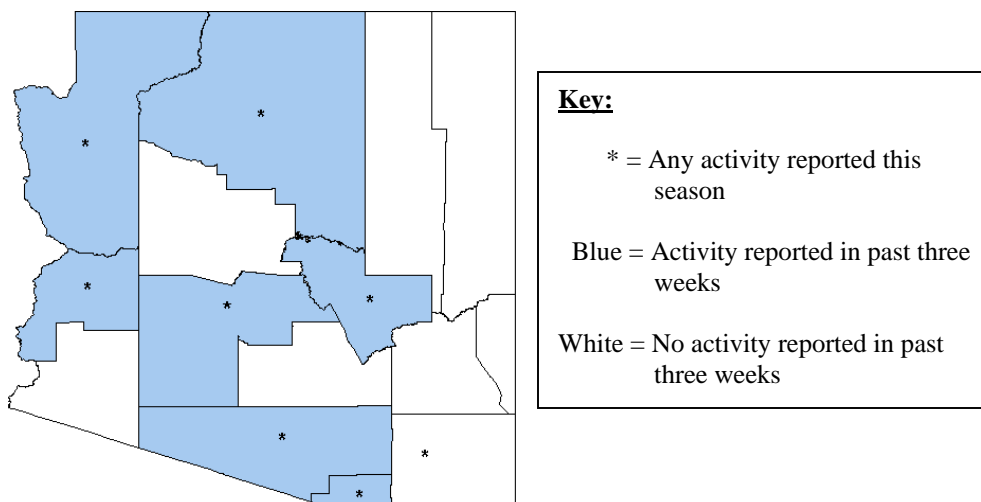 *
*
*
*
*
*
*
*
Key:
* = Any activity reported this
season
Blue = Activity reported in past three
weeks
White = No activity reported in past
three weeks